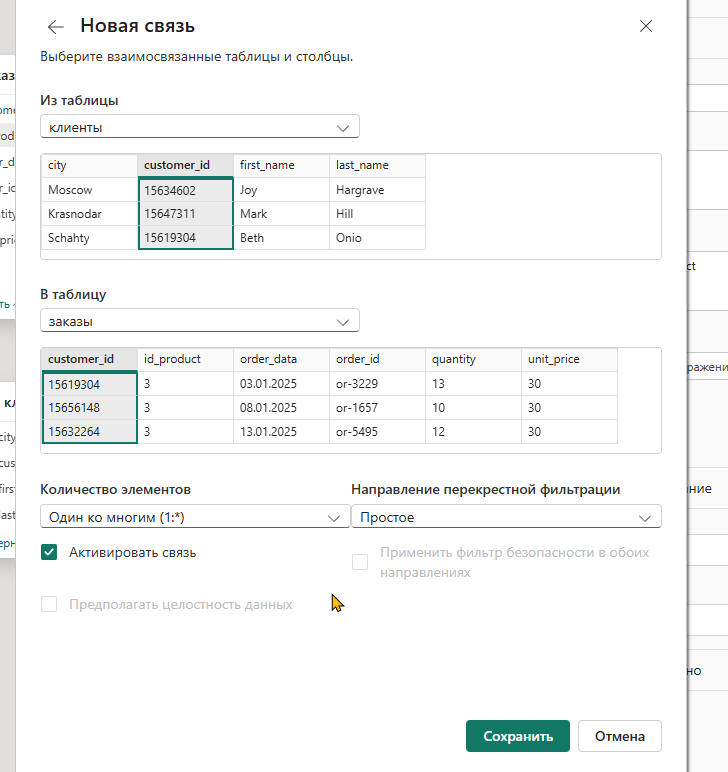 Новая связь
Выберите взаимосвязанные таблицы и столбцы.
Из таблицы
клиенты
city customer_id first_name last_name
Moscow 15634602 Joy Hargrave
Krasnodar 15647311 Mark Hill
Schahty 15619304 Beth Onio
В таблицу
заказы
customer_id id_product order_data order_id quantity unit_price
15619304 3 03.01.2025 or-3229 13 30
15656148 3 08.01.2025 or-1657 10 30
15632264 3 13.01.2025 or-5495 12 30
Количество элементов Направление перекрестной фильтрации
Один ко многим (1:*) Простое
Активировать связь
Применить фильтр безопасности в обоих
направлениях
Предполагать целостность данных
Сохранить Отмена